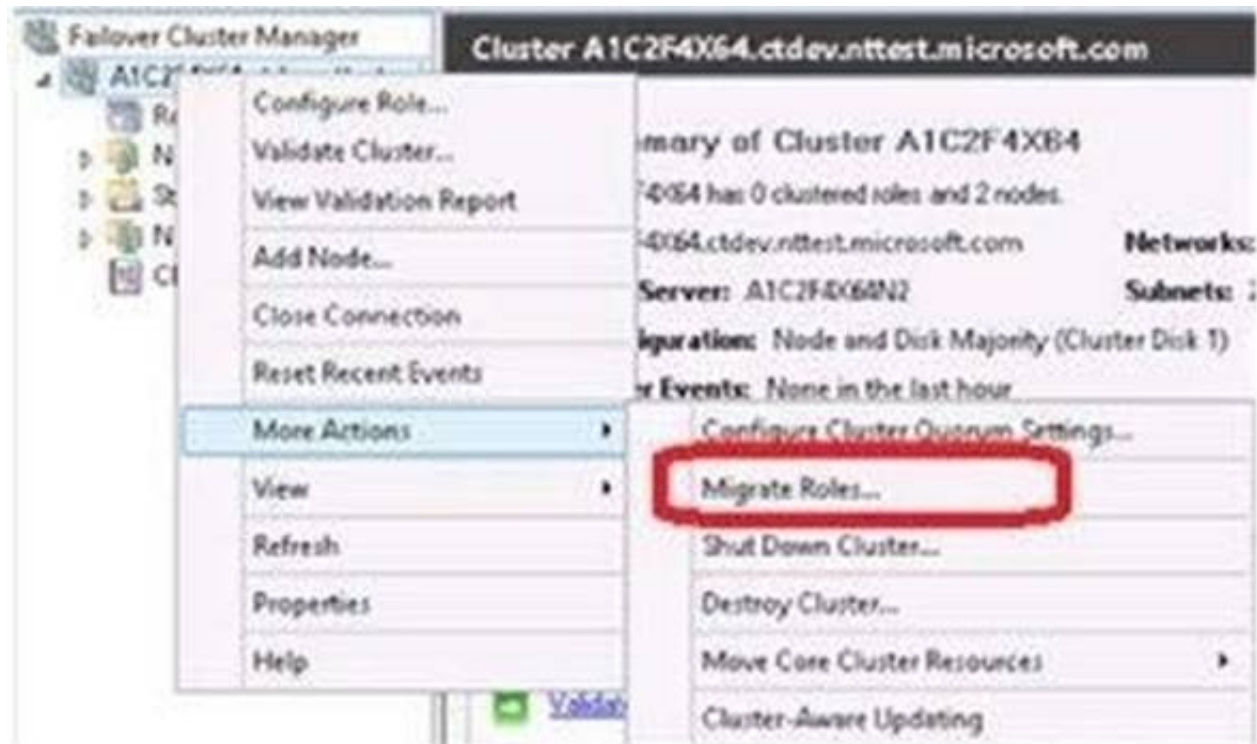 Failover Cluster Manager
Cluster A1C2F4X64.ctdev.nttest.microsoft.com
Configure Role...
Validate Cluster...
View Validation Report
Add Node...
Close Connection
Reset Recent Events
More Actions
View
Refresh
Properties
Help
mary of Cluster A1C2F4X64
4X64 has 0 clustered roles and 2 nodes.
4X64.ctdev.nttest.microsoft.com Networks:
Server: A1C2F4X64N2 Subnets:
iguration: Node and Disk Majority (Cluster Disk 1)
r Events: None in the last hour
Configure Cluster Quorum Settings...
Migrate Roles...
Shut Down Cluster...
Destroy Cluster...
Move Core Cluster Resources
Cluster-Aware Updating
Validat